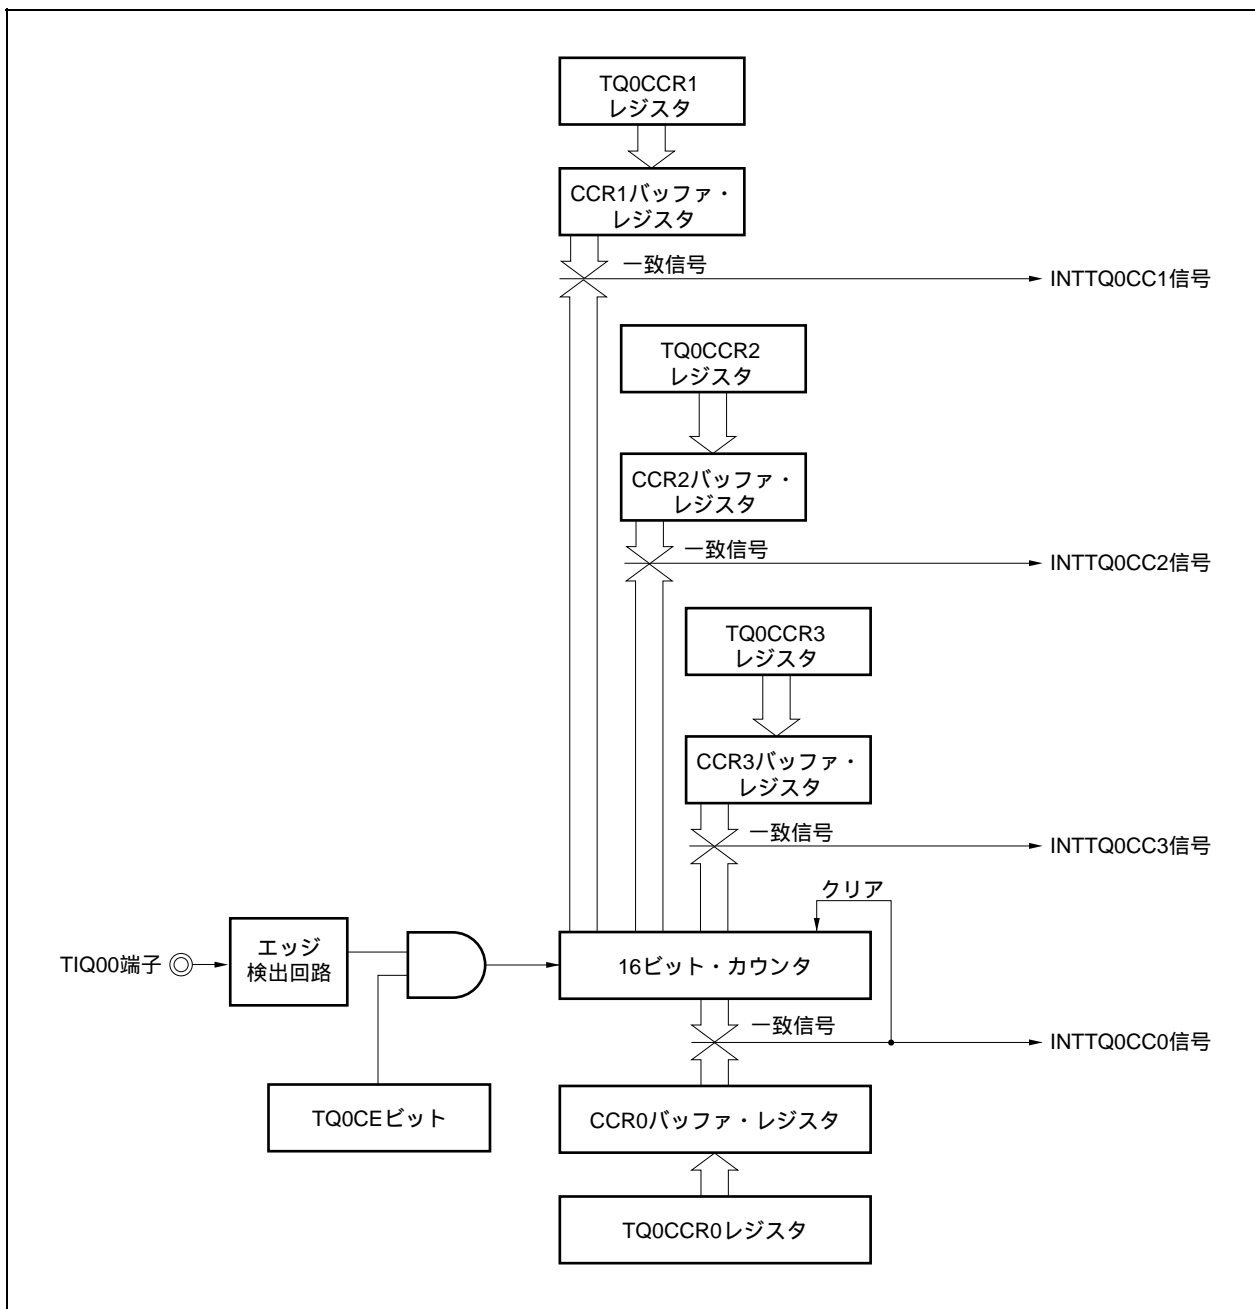 TQ0CCR1
レジスタ
CCR1バッファ・
レジスタ
一致信号
INTTQ0CC1信号
TQ0CCR2
レジスタ
CCR2バッファ・
レジスタ
一致信号
INTTQ0CC2信号
TQ0CCR3
レジスタ
CCR3バッファ・
レジスタ
一致信号
INTTQ0CC3信号
クリア
TIQ00端子
エッジ
検出回路
16ビット・カウンタ
一致信号
INTTQ0CC0信号
TQ0CEビット
CCR0バッファ・レジスタ
TQ0CCR0レジスタ